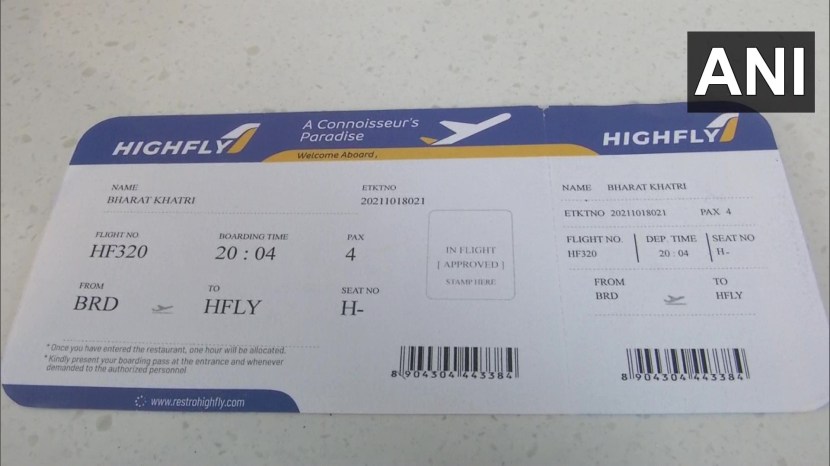 ANI
HIGHFLY
A Connoisseur's
Paradise
Welcome Aboard,
NAME
BHARAT KHATRI
ETKTNO
20211018021
FLIGHT NO.
HF320
BOARDING TIME
20 : 04
PAX
4
FROM
BRD
TO
HFLY
SEAT NO
H-
IN FLIGHT
[ APPROVED ]
STAMP HERE
* Once you have entered the restaurant, one hour will be allocated.
* Kindly present your boarding pass at the entrance and whenever
demanded to the authorized personnel
8 904304 443384
www.restrohighfly.com
HIGHFLY
NAME BHARAT KHATRI
ETKTNO 20211018021 PAX 4
FLIGHT NO. DEP TIME SEAT NO
HF320 20 : 04 H-
FROM TO
BRD HFLY
8 904304 443384